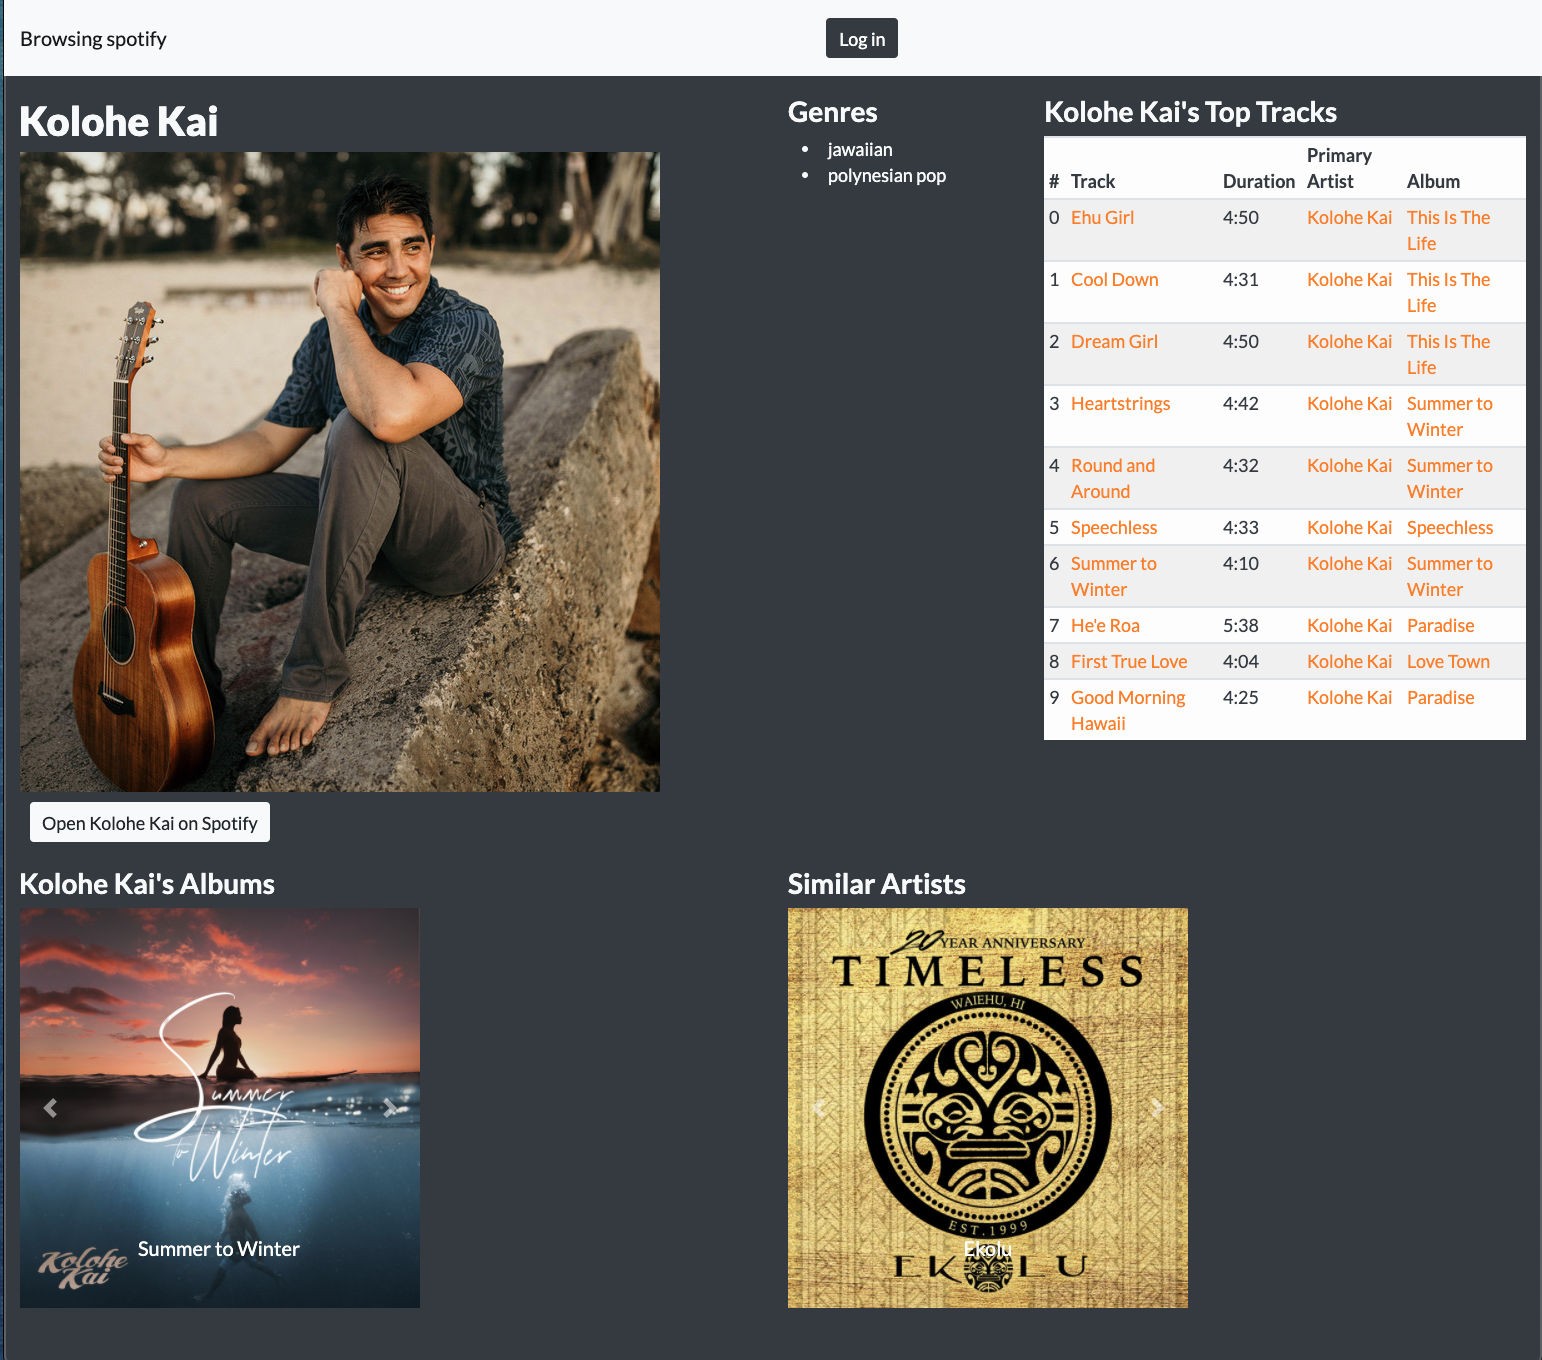 Browsing spotify
Log in
Kolohe Kai
Genres
• jawaiian
• polynesian pop
Kolohe Kai's Top Tracks
# Track Duration Primary Artist Album
0 Ehu Girl 4:50 Kolohe Kai This Is The Life
1 Cool Down 4:31 Kolohe Kai This Is The Life
2 Dream Girl 4:50 Kolohe Kai This Is The Life
3 Heartstrings 4:42 Kolohe Kai Summer to Winter
4 Round and Around 4:32 Kolohe Kai Summer to Winter
5 Speechless 4:33 Kolohe Kai Speechless
6 Summer to Winter 4:10 Kolohe Kai Summer to Winter
7 He'e Roa 5:38 Kolohe Kai Paradise
8 First True Love 4:04 Kolohe Kai Love Town
9 Good Morning Hawaii 4:25 Kolohe Kai Paradise
Open Kolohe Kai on Spotify
Kolohe Kai's Albums
Summer
to Winter
Kolohe
Kai
Summer to Winter
Similar Artists
20 YEAR ANNIVERSARY
TIMELESS
WAIEHU, HI
EST. 1999
Ekolu
EKOLU